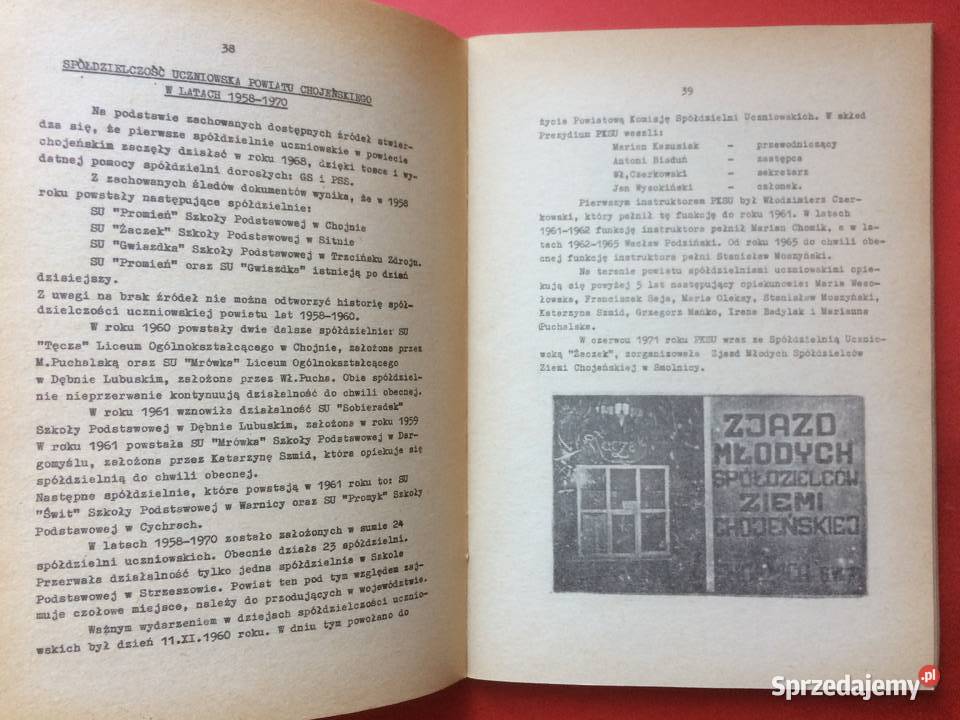 38
SPÓŁDZIELCZOŚĆ UCZNIOWSKA POWIATU CHOJEŃSKIEGO
W LATACH 1958-1970
Na podstawie zachowanych dostępnych źródeł stwier-
dza się, że pierwsze spółdzielnie uczniowskie w powiecie
chojeńskim zaczęły działać w roku 1968, dzięki tosce i wy-
datnej pomocy spółdzielni dorosłych: GS i PSS.
Z zachowanych śladów dokumentów wynika, że w 1958
roku powstały następujące spółdzielnie:
SU "Promień" Szkoły Podstawowej w Chojnie
SU "Żaczek" Szkoły Podstawowej w Sitnie
SU "Gwiazdka" Szkoły Podstawowej w Trzcińsku Zdroju.
SU "Promień" oraz SU "Gwiazdka" istnieją po dzień
dzisiejszy.
Z uwagi na brak źródeł nie można odtworzyć historię spół-
dzielczości uczniowskiej powistu lat 1958-1960.
W roku 1960 powstały dwie dalsze spółdzielnie: SU
"Tęcza" Liceum Ogólnokształcącego w Chojnie, założona przez
M.Puchalską oraz SU "Mrówka" Liceum Ogólnokształcącego
w Dębnie Lubuskim, założona przez Wł.Puchs. Obie spółdziel-
nie nieprzerwanie kontynuują działalność do chwili obecnej.
W roku 1961 wznowiła działalność SU "Sobieradek"
Szkoły Podstawowej w Dębnie Lubuskim, założona w roku 1959
W roku 1961 powstała SU "Mrówka" Szkoły Podstawowej w Dar-
gomyślu, założona przez Katarzynę Szmid, która opiekuje się
spółdzielnią do chwili obecnej.
Następne spółdzielnie, które powstają w 1961 roku to: SU
"Świt" Szkoły Podstawowej w Warnicy oraz SU "Promyk" Szkoły
Podstawowej w Cychrach.
W latach 1958-1970 zostało założonych w sumie 24
spółdzielni uczniowskich. Obecnie działa 23 spółdzielni.
Przerwała działalność tylko jedna spółdzielnia w Szkole
Podstawowej w Strzeszowie. Powiat ten pod tym względem zaj-
muje czołowe miejsce, należy do przodujących w województwie.
Ważnym wydarzeniem w dziejach spółdzielczości ucznio-
wskich był dzień 11.XI.1960 roku. W dniu tym powołano do
39
życie Powiatową Komisję Spółdzielni Uczniowskich. W skład
Prezydium PKSU weszli:
Marian Kazusiak – przewodniczący
Antoni Biaduń – zastępca
Wł,Czerkowski – sekretarz
Jan Wysokiński – członek.
Pierwszym instruktorem PKSU był Włodzimierz Czer-
kowski, który pełnił tę funkcję do roku 1961. W latach
1961-1962 funkcję instruktora pełnił Marian Chomik, a w la-
tach 1962-1965 Wacław Podziński. Od roku 1965 do chwili obe-
cnej funkcję instruktora pełni Stanisław Moszyński.
Na terenie powiatu spółdzielniami uczniowskimi opie-
kują się powyżej 5 lat następujący opiekunowie: Maria Weso-
łowska, Franciszek Seja, Maria Oleksy, Stanisław Moszyński,
Katarzyna Szmid, Grzegorz Mańko, Irena Badylak i Marianna
Puchalska.
W czerwcu 1971 roku PKSU wraz ze Spółdzielnią Uczniow-
ską "Żaczek", zorganizowała Zjazd Młodych Spółdzielców
Ziemi Chojeńskiej w Smolnicy.
ZJAZD
MŁODYCH
SPÓŁDZIELCÓW
ZIEMI
CHOJEŃSKIEJ
Sprzedajemy.pl